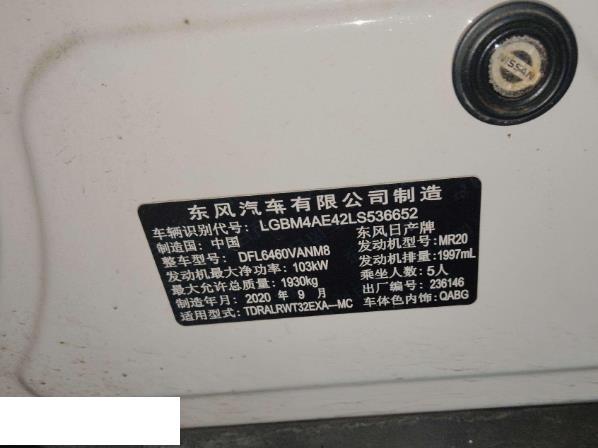 NISSAN
东风汽车有限公司制造
车辆识别代号: LGBM4AE42LS536652
制造国: 中国 东风日产牌
整车型号: DFL6460VANM8 发动机型号: MR20
发动机最大净功率: 103kW 发动机排量: 1997mL
最大允许总质量: 1930kg 乘坐人数: 5人
制造年月: 2020 年 9 月 出厂编号: 236146
适用型式: TDRALRWT32EXA—MC 车体色内饰: QABG